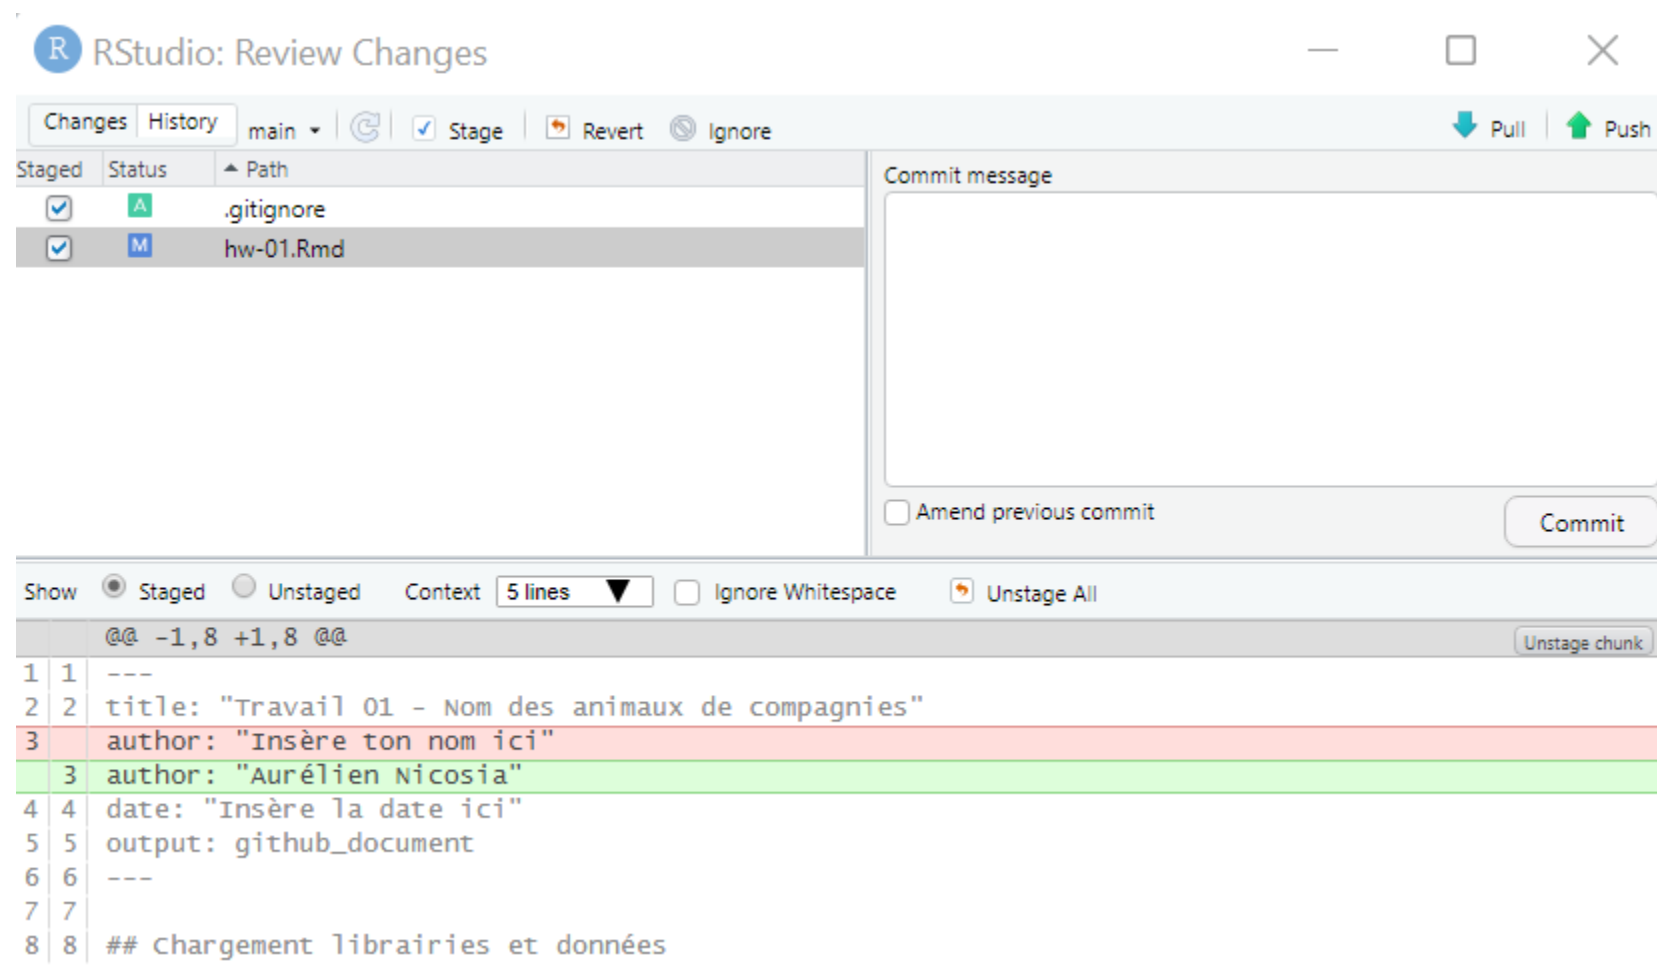 R RStudio: Review Changes
Changes History main Stage Revert Ignore Pull Push
Staged Status Path
Commit message
A .gitignore
M hw-01.Rmd
Amend previous commit
Commit
Show Staged Unstaged Context 5 lines Ignore Whitespace Unstage All
@@ -1,8 +1,8 @@ Unstage chunk
1 1 ---
2 2 title: "Travail 01 - Nom des animaux de compagnies"
3 author: "Insère ton nom ici"
3 author: "Aurélien Nicosia"
4 4 date: "Insère la date ici"
5 5 output: github_document
6 6 ---
7 7
8 8 ## Chargement librairies et données